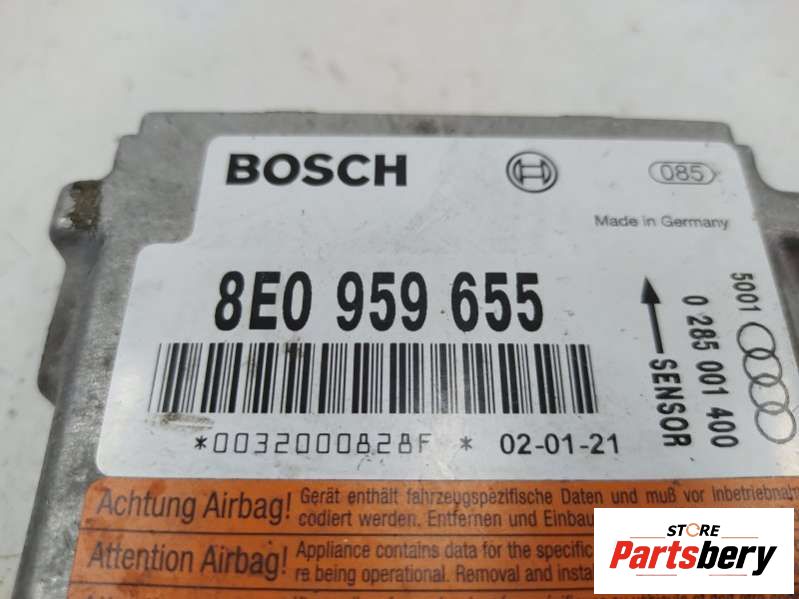 BOSCH
085
Made in Germany
8E0 959 655
*0032000828F * 02-01-21
SENSOR
0 285 001 400
5001
Achtung Airbag! Gerät enthält fahrzeugspezifische Daten und muß vor Inbetriebnah
codiert werden. Entfernen und Einbau
Attention Airbag! Appliance contains data for the specific
re being operational. Removal and insta
STORE
Partsbery